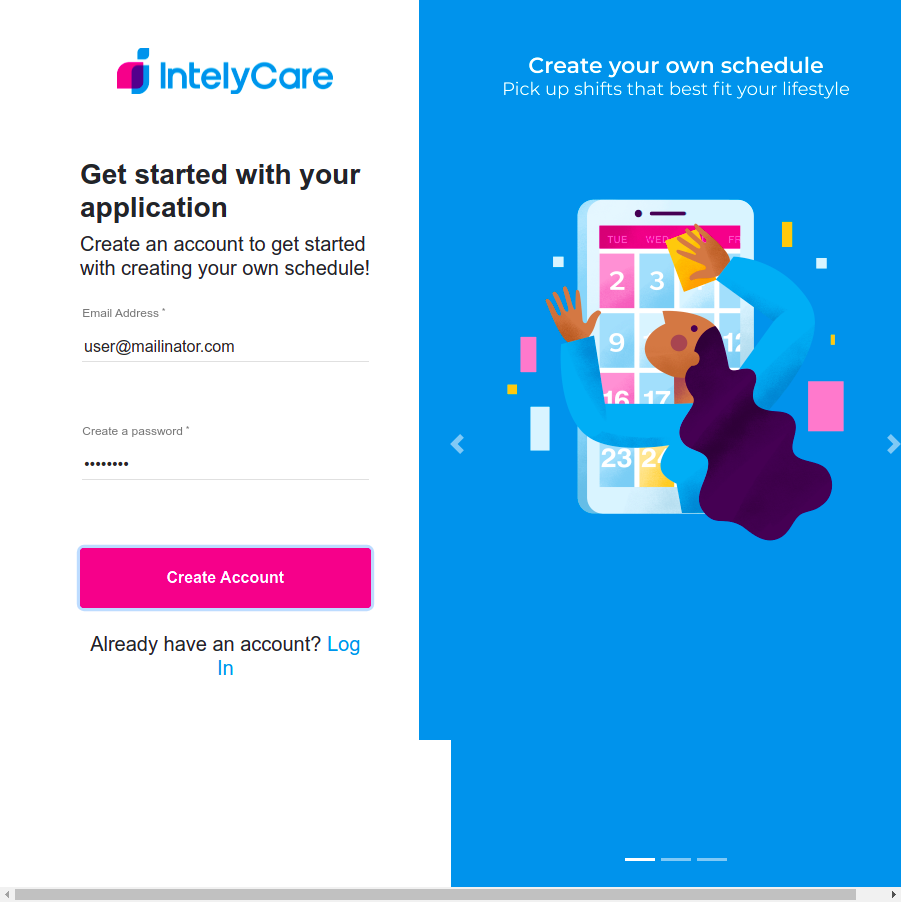 IntelyCare
Get started with your
application
Create an account to get started
with creating your own schedule!
Email Address *
user@mailinator.com
Create a password *
••••••••
Create Account
Already have an account? Log
In
Create your own schedule
Pick up shifts that best fit your lifestyle
TUE WED FR
2 3
9 12
16 17
23